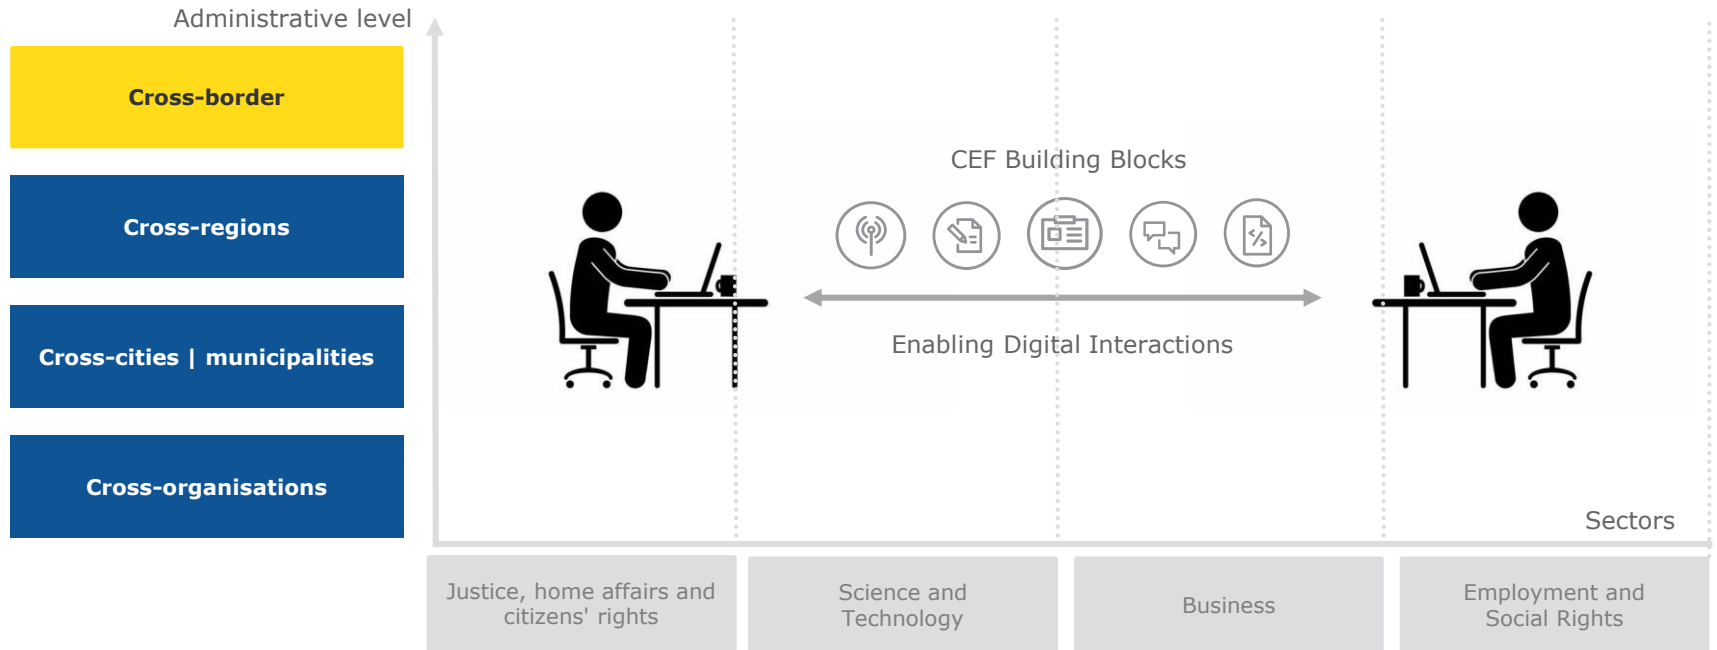 Administrative level
Cross-border
Cross-regions
Cross-cities | municipalities
Cross-organisations
CEF Building Blocks
</>
Enabling Digital Interactions
Sectors
Justice, home affairs and
citizens' rights
Science and
Technology
Business
Employment and
Social Rights